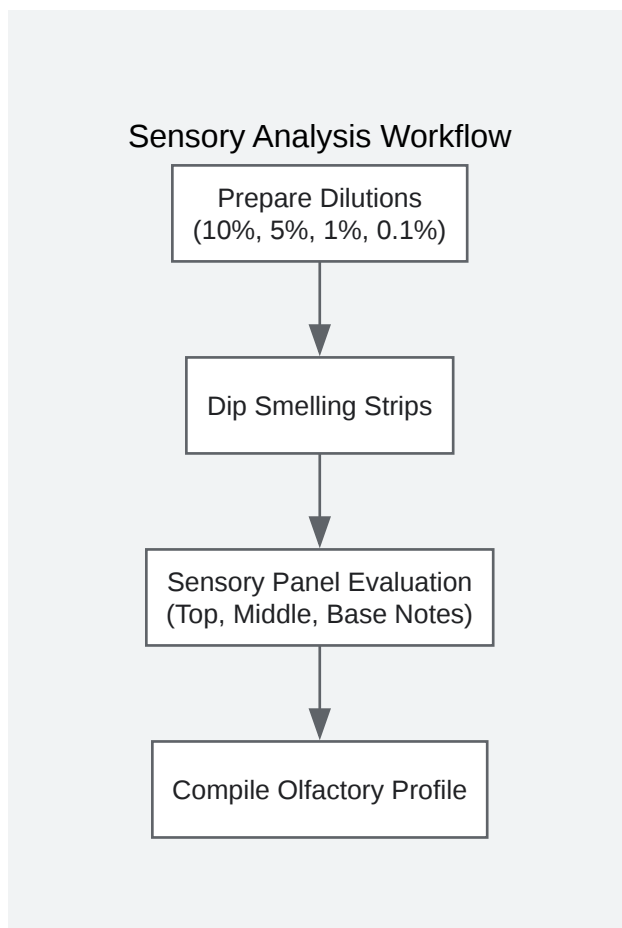 Sensory Analysis Workflow
Prepare Dilutions
(10%, 5%, 1%, 0.1%)
Dip Smelling Strips
Sensory Panel Evaluation
(Top, Middle, Base Notes)
Compile Olfactory Profile